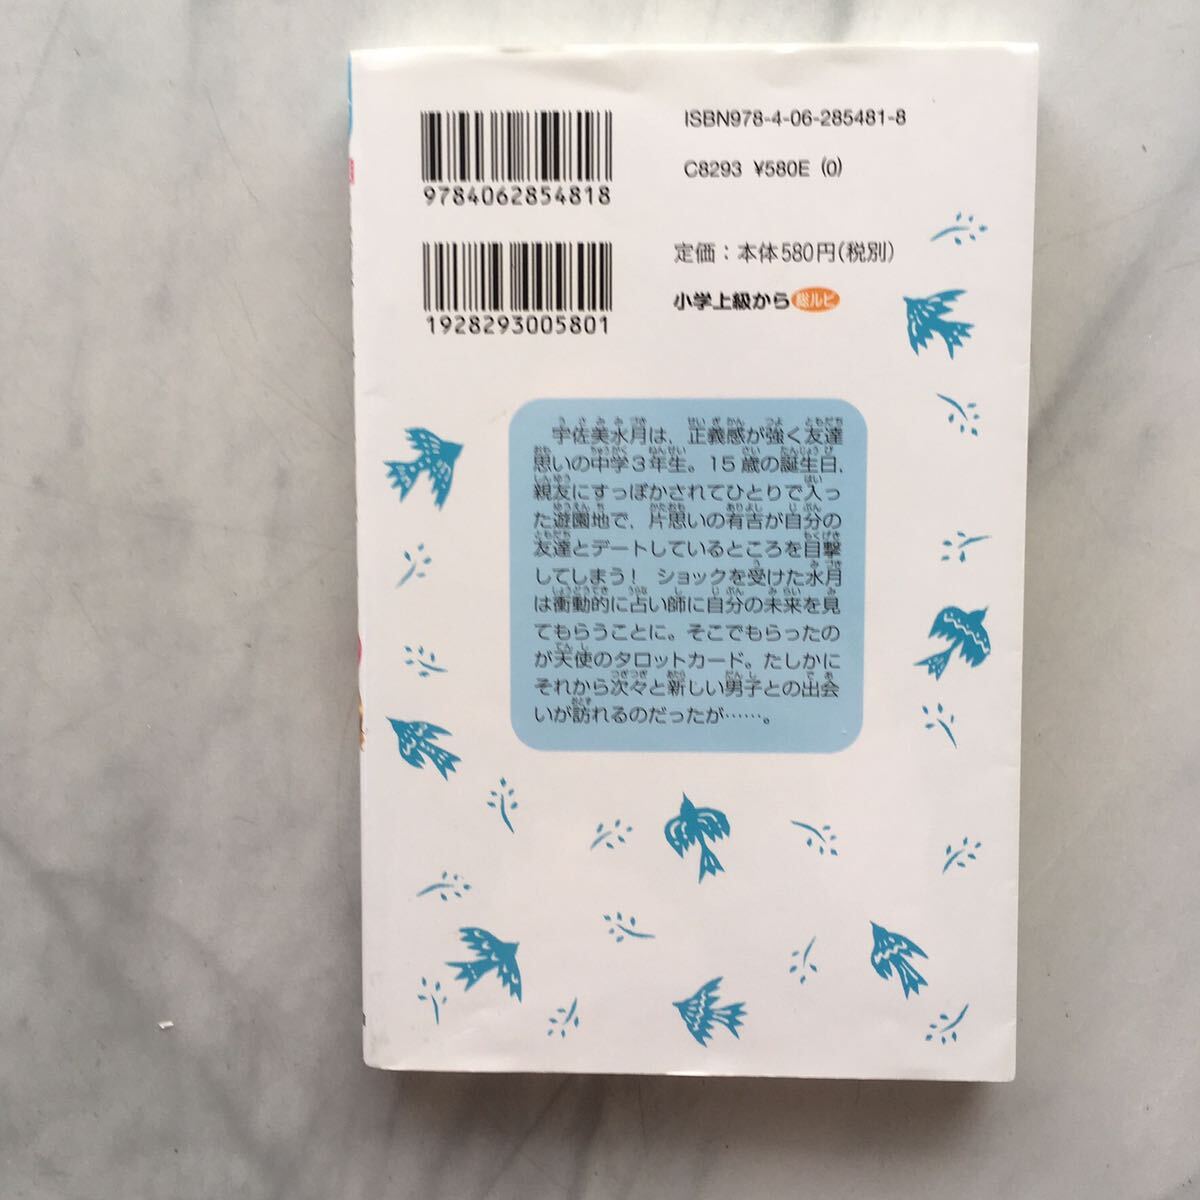 ISBN978-4-06-285481-8
C8293 ¥580E (0)
9784062854818
定価：本体580円(税別)
小学上級から 総ルビ
1928293005801
宇佐美水月は、正義感が強く友達
思いの中学3年生。15歳の誕生日、
親友にすっぽかされてひとりで入っ
た遊園地で、片思いの有吉が自分の
友達とデートしているところを目撃
してしまう！ ショックを受けた水月
は衝動的に占い師に自分の未来を見
てもらうことに。そこでもらったの
が天使のタロットカード。たしかに
それから次々と新しい男子との出会
いが訪れるのだったが……。